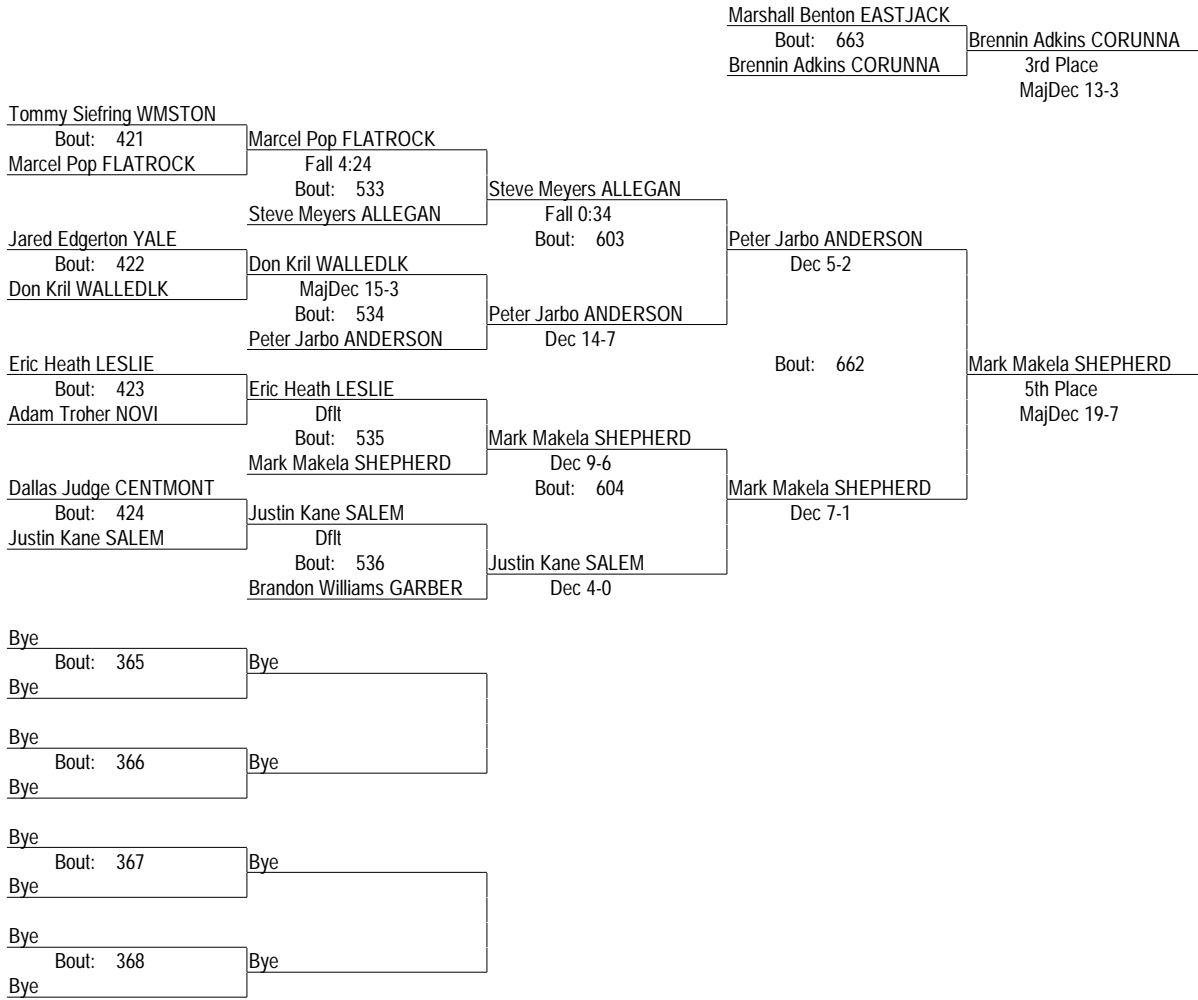 Marshall Benton EASTJACK
Bout: 663
Brennin Adkins CORUNNA
Brennin Adkins CORUNNA
3rd Place
MajDec 13-3
Tommy Siefring WMSTON
Bout: 421
Marcel Pop FLATROCK
Marcel Pop FLATROCK
Fall 4:24
Bout: 533
Steve Meyers ALLEGAN
Steve Meyers ALLEGAN
Fall 0:34
Bout: 603
Jared Edgerton YALE
Bout: 422
Don Kril WALLEDLK
Don Kril WALLEDLK
MajDec 15-3
Bout: 534
Peter Jarbo ANDERSON
Peter Jarbo ANDERSON
Dec 14-7
Peter Jarbo ANDERSON
Dec 5-2
Bout: 662
Mark Makela SHEPHERD
5th Place
MajDec 19-7
Eric Heath LESLIE
Bout: 423
Adam Troher NOVI
Eric Heath LESLIE
Dflt
Bout: 535
Mark Makela SHEPHERD
Mark Makela SHEPHERD
Dec 9-6
Bout: 604
Mark Makela SHEPHERD
Dec 7-1
Dallas Judge CENTMONT
Bout: 424
Justin Kane SALEM
Justin Kane SALEM
Dflt
Bout: 536
Brandon Williams GARBER
Justin Kane SALEM
Dec 4-0
Bye
Bout: 365
Bye
Bye
Bye
Bout: 366
Bye
Bye
Bye
Bout: 367
Bye
Bye
Bye
Bout: 368
Bye
Bye